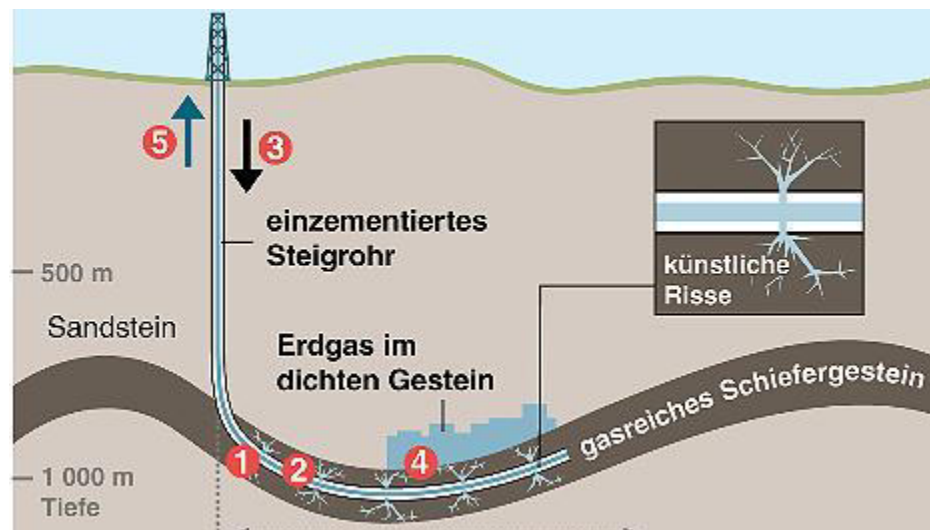 5
3
einzementiertes
Steigrohr
500 m
künstliche
Risse
Sandstein
Erdgas im
dichten Gestein
gasreiches Schiefergestein
1
2
4
1 000 m
Tiefe